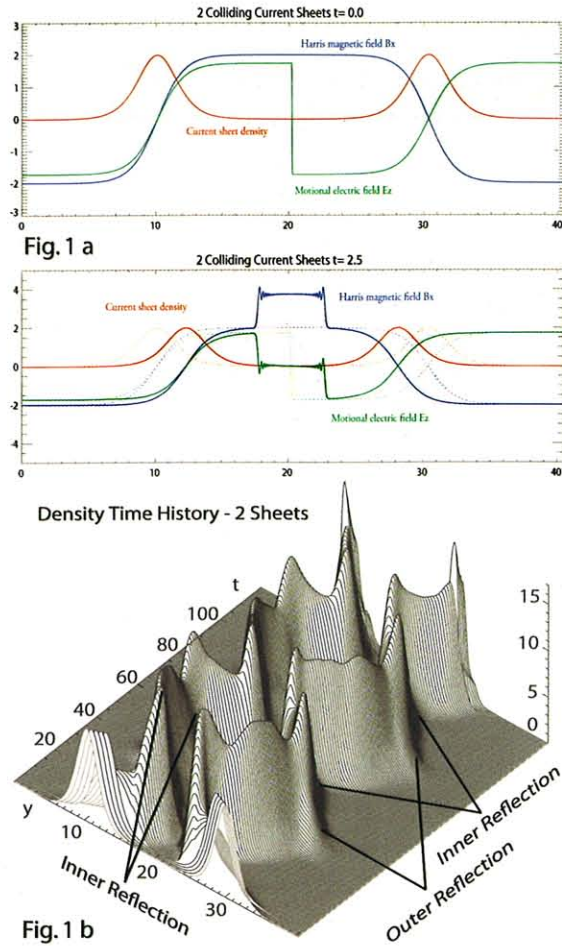 2 Colliding Current Sheets t= 0.0
3
2
1
0
-1
-2
-3
Harris magnetic field Bx
Current sheet density
Motional electric field Ez
0
10
20
30
40
Fig. 1 a
2 Colliding Current Sheets t= 2.5
4
2
0
-2
4
Current sheet density
Harris magnetic field Bx
Motional electric field Ez
0
10
20
30
40
Density Time History - 2 Sheets
t
100
80
60
40
20
15
10
5
0
y
10
20
30
Inner Reflection
Inner Reflection
Outer Reflection
Fig. 1 b